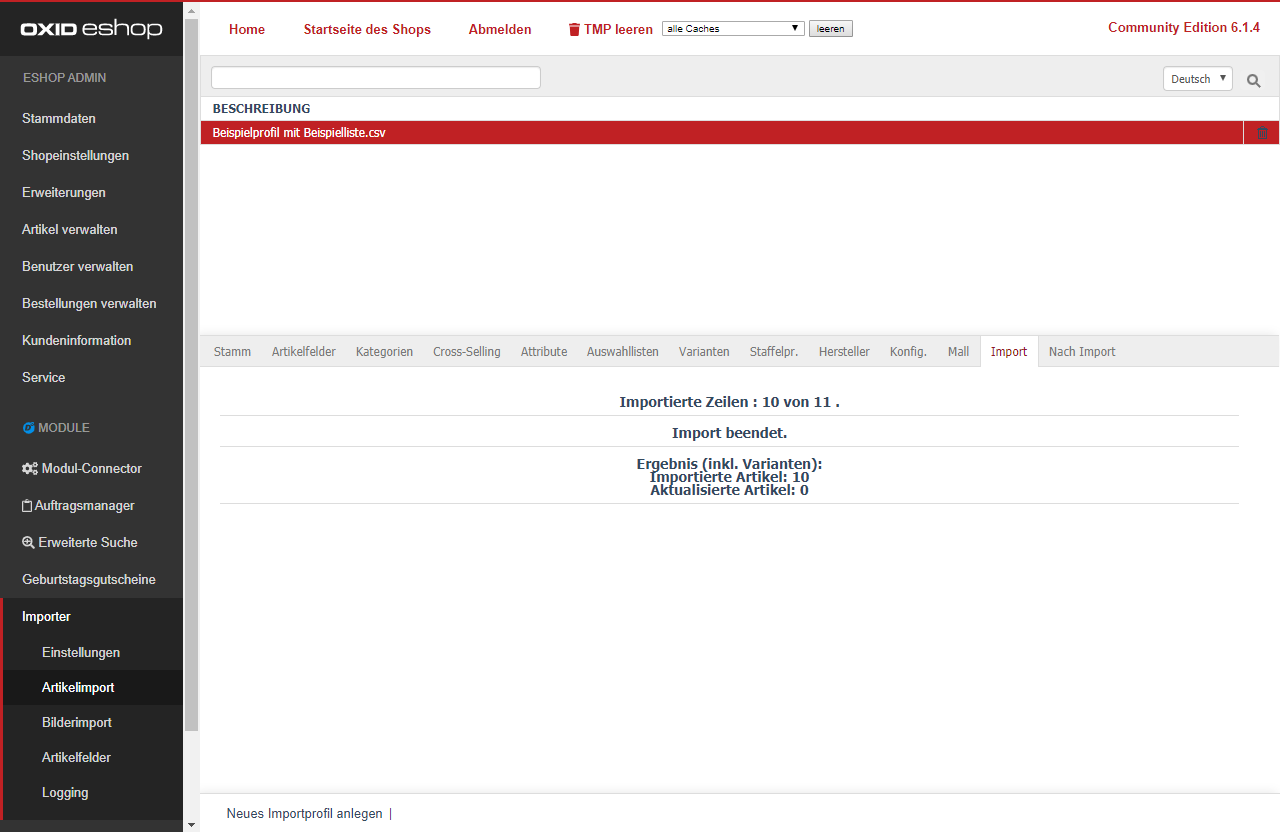 OXID eshop
Home Startseite des Shops Abmelden TMP leeren alle Caches leeren Community Edition 6.1.4
ESHOP ADMIN
Stammdaten
Shopeinstellungen
Erweiterungen
Artikel verwalten
Benutzer verwalten
Bestellungen verwalten
Kundeninformation
Service
MODULE
Modul-Connector
Auftragsmanager
Erweiterte Suche
Geburtstagsgutscheine
Importer
Einstellungen
Artikelimport
Bilderimport
Artikelfelder
Logging
Deutsch
BESCHREIBUNG
Beispielprofil mit Beispielliste.csv
Stamm Artikelfelder Kategorien Cross-Selling Attribute Auswahllisten Varianten Staffelpr. Hersteller Konfig. Mall Import Nach Import
Importierte Zeilen : 10 von 11 .
Import beendet.
Ergebnis (inkl. Varianten):
Importierte Artikel: 10
Aktualisierte Artikel: 0
Neues Importprofil anlegen |